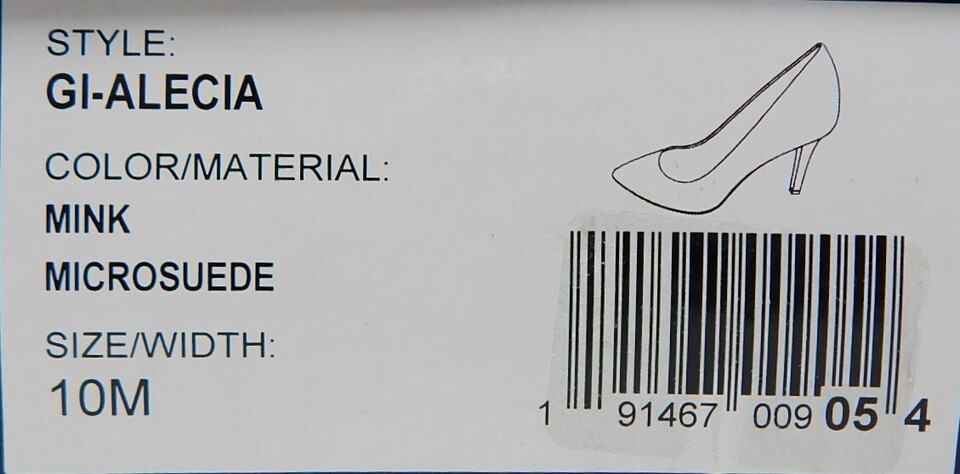 STYLE:
GI-ALECIA
COLOR/MATERIAL:
MINK
MICROSUEDE
SIZE/WIDTH:
10M
1 91467 009 05 4